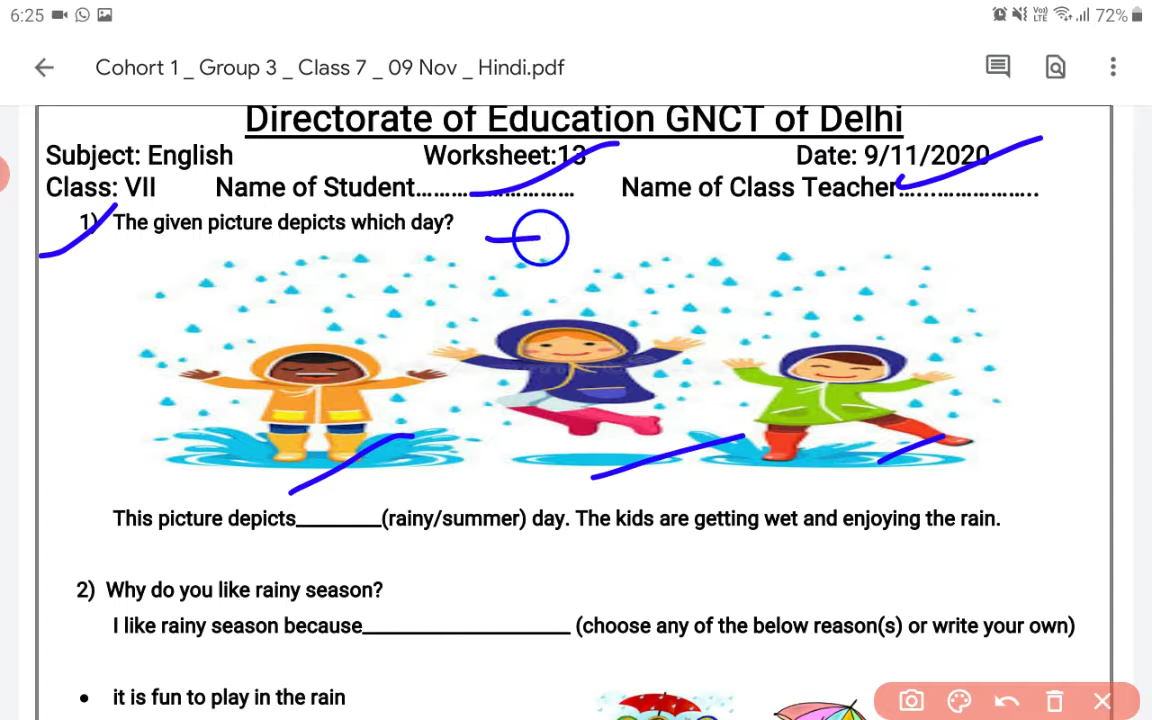 6:25 Vo) LTE 72%
Cohort 1 _ Group 3 _ Class 7 _ 09 Nov _ Hindi.pdf
Directorate of Education GNCT of Delhi
Subject: English Worksheet:13 Date: 9/11/2020
Class: VII Name of Student........................... Name of Class Teacher........................
1) The given picture depicts which day?
This picture depicts________(rainy/summer) day. The kids are getting wet and enjoying the rain.
2) Why do you like rainy season?
I like rainy season because____________________ (choose any of the below reason(s) or write your own)
• it is fun to play in the rain